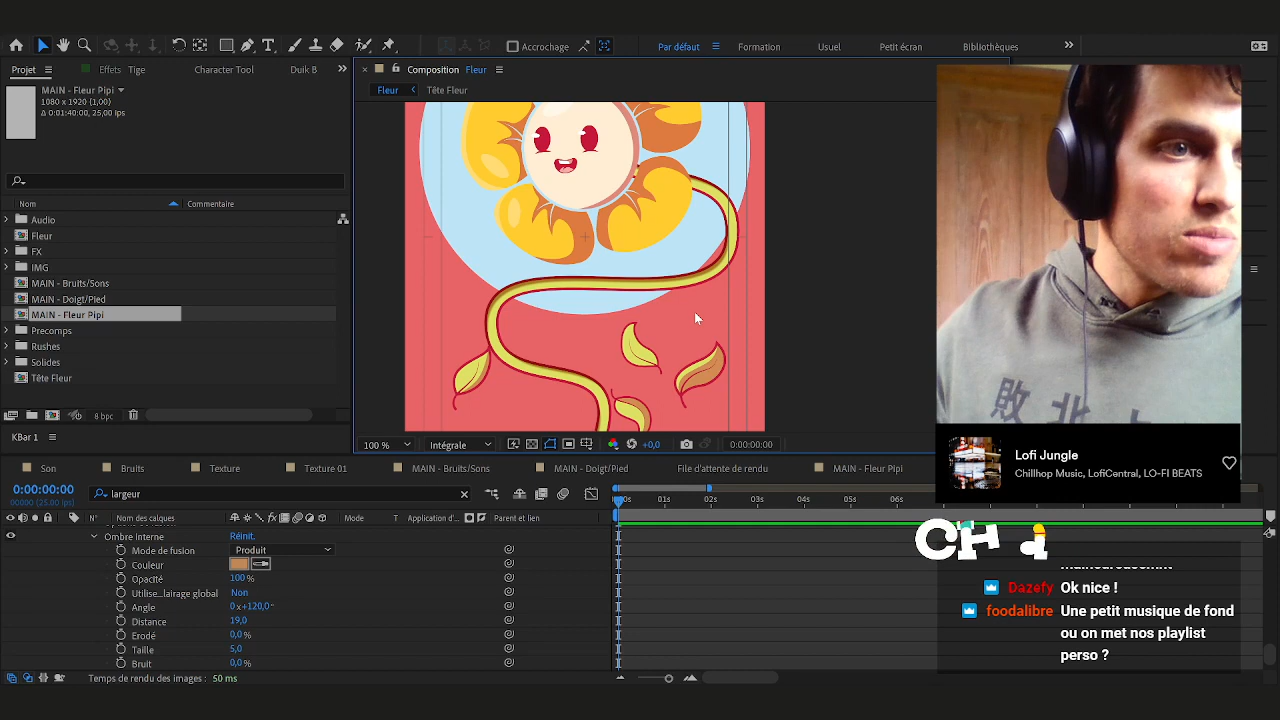 Accrochage
Par défaut
Formation
Usuel
Petit écran
Bibliothèques
»
Projet
Effets Tige
Character Tool
Duik B
»
Composition Fleur
Fleur
Tête Fleur
MAIN - Fleur Pipi
1080 x 1920 (1,00)
Δ 0:01:40:00, 25,00 ips
Nom
Commentaire
Audio
Fleur
FX
IMG
MAIN - Bruits/Sons
MAIN - Doigt/Pied
MAIN - Fleur Pipi
Precomps
Rushes
Solides
Tête Fleur
8 bpc
KBar 1
100 %
Intégrale
+0,0
0:00:00:00
敗北
Lofi Jungle
Chillhop Music, LofiCentral, LO-FI BEATS
Son
Bruits
Texture
Texture 01
MAIN - Bruits/Sons
MAIN - Doigt/Pied
File d'attente de rendu
MAIN - Fleur Pipi
0:00:00:00
00000 (25.00 ips)
largeur
00s
01s
02s
03s
04s
05s
06s
N°
Nom des calques
Mode
T
Application d'...
Parent et lien
Ombre Interne
Réinit.
Mode de fusion
Produit
Couleur
Opacité
100 %
Utilise...lairage global
Non
Angle
0 x+120,0°
Distance
19,0
Erodé
0,0 %
Taille
5,0
Bruit
0,0 %
Temps de rendu des images : 50 ms
CH
Dazefy Ok nice !
foodalibre Une petit musique de fond
ou on met nos playlist
perso ?